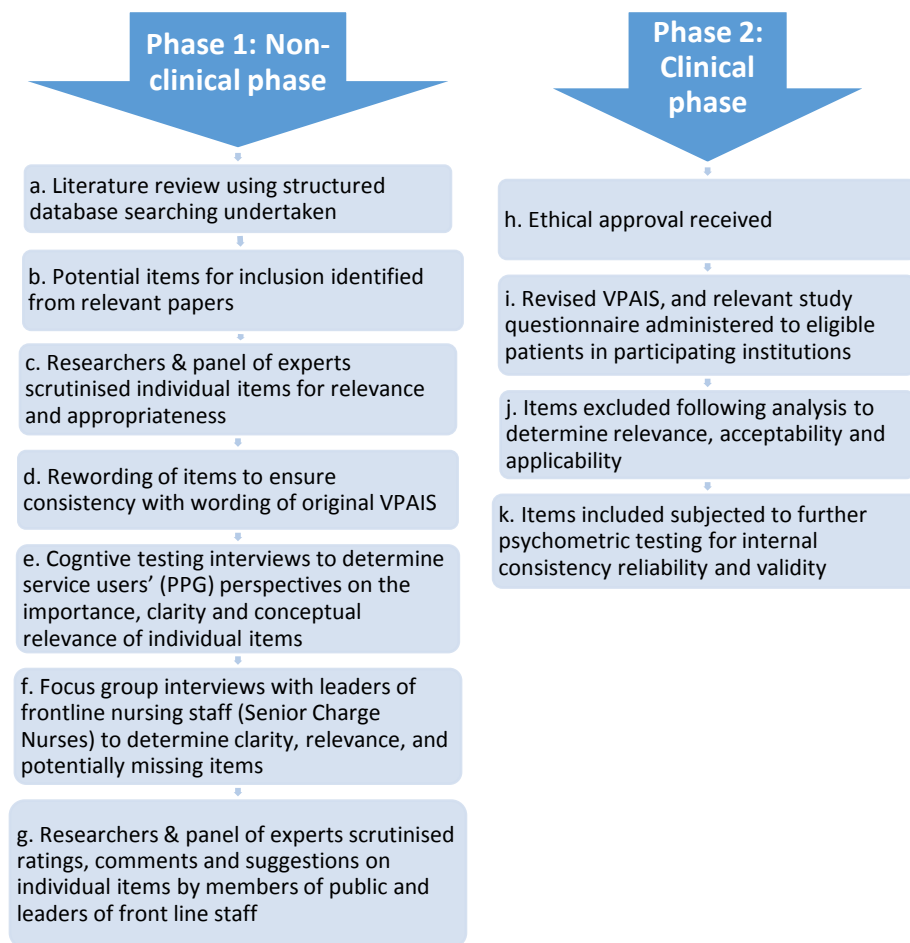 Phase 1: Non-
clinical phase
a. Literature review using structured
database searching undertaken
b. Potential items for inclusion identified
from relevant papers
c. Researchers & panel of experts
scrutinised individual items for relevance
and appropriateness
d. Rewording of items to ensure
consistency with wording of original VPAIS
e. Cogntive testing interviews to determine
service users’ (PPG) perspectives on the
importance, clarity and conceptual
relevance of individual items
f. Focus group interviews with leaders of
frontline nursing staff (Senior Charge
Nurses) to determine clarity, relevance, and
potentially missing items
g. Researchers & panel of experts scrutinised
ratings, comments and suggestions on
individual items by members of public and
leaders of front line staff
Phase 2:
Clinical
phase
h. Ethical approval received
i. Revised VPAIS, and relevant study
questionnaire administered to eligible
patients in participating institutions
j. Items excluded following analysis to
determine relevance, acceptability and
applicability
k. Items included subjected to further
psychometric testing for internal
consistency reliability and validity